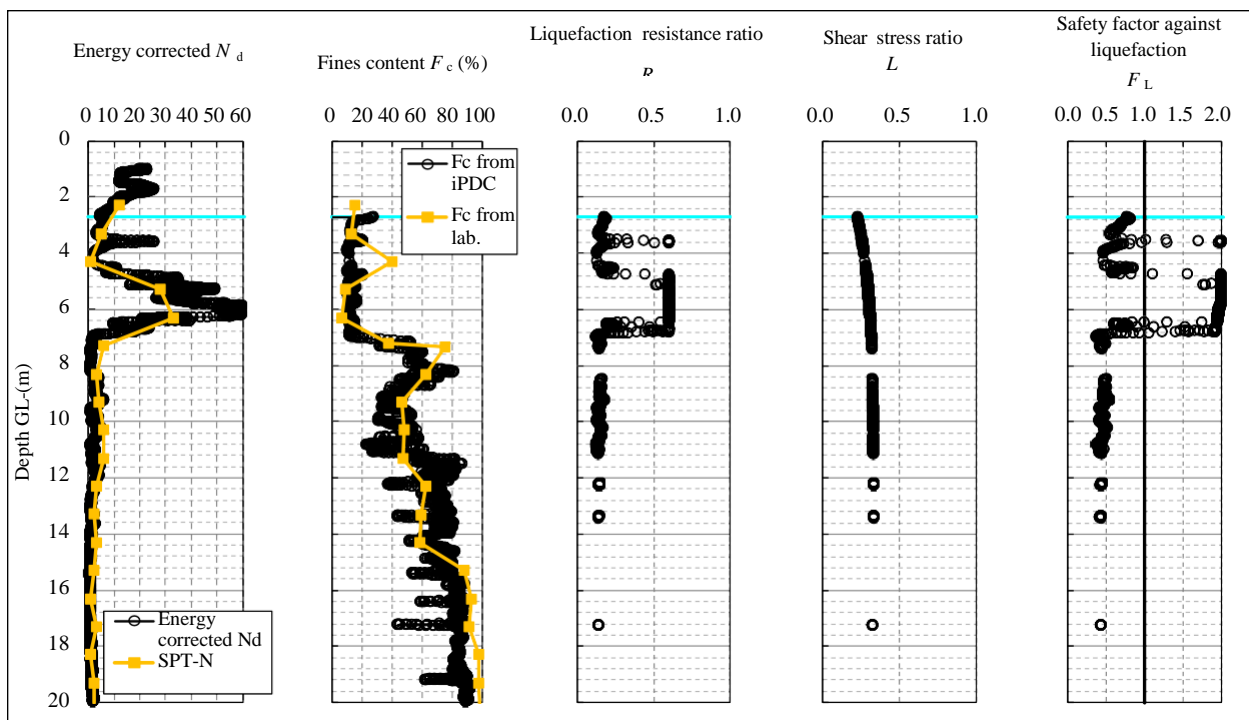 Energy corrected N d
Fines content F c (%)
Liquefaction resistance ratio
Shear stress ratio
L
Safety factor against
liquefaction
F L
0 10 20 30 40 50 60
0 20 40 60 80 100
0.0 0.5 1.0
0.0 0.5 1.0
0.0 0.5 1.0 1.5 2.0
0
2
4
6
8
10
12
14
16
18
20
Depth GL-(m)
Fc from
iPDC
Fc from
lab.
Energy
corrected Nd
SPT-N